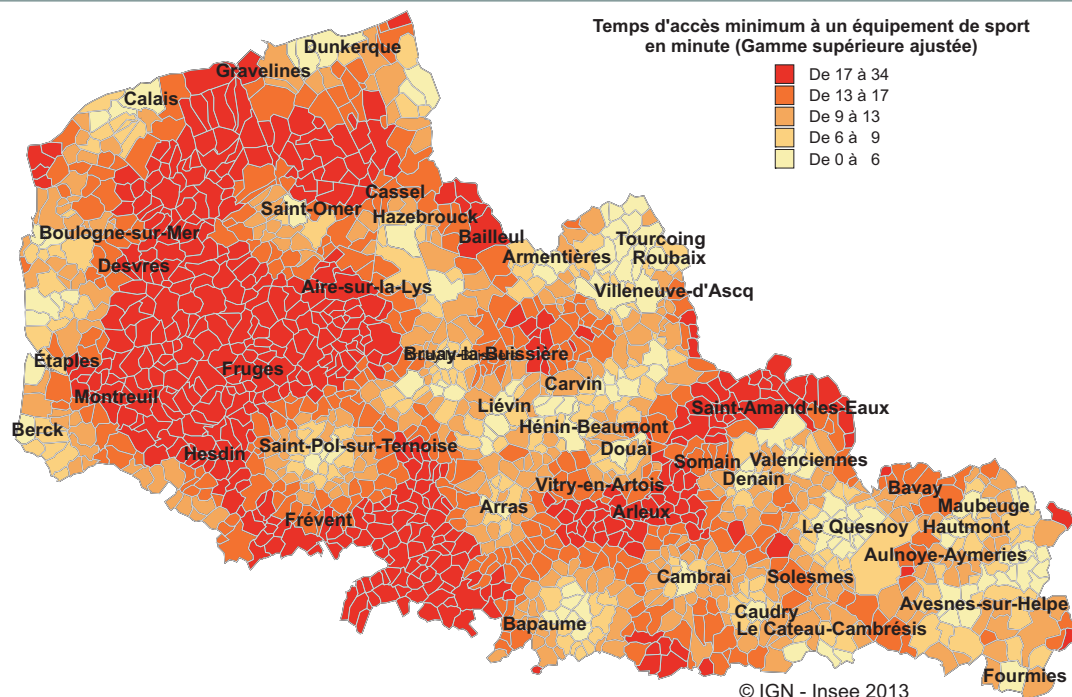 Temps d'accès minimum à un équipement de sport
en minute (Gamme supérieure ajustée)
De 17 à 34
De 13 à 17
De 9 à 13
De 6 à 9
De 0 à 6
Dunkerque
Gravelines
Calais
Cassel
Saint-Omer
Hazebrouck
Boulogne-sur-Mer
Bailleul
Tourcoing
Armentières
Roubaix
Desvres
Aire-sur-la-Lys
Villeneuve-d'Ascq
Bruay-la-Buissière
Étaples
Fruges
Carvin
Montreuil
Liévin
Saint-Amand-les-Eaux
Berck
Hénin-Beaumont
Saint-Pol-sur-Ternoise
Douai
Hesdin
Somain
Valenciennes
Denain
Vitry-en-Artois
Bavay
Arras
Arleux
Maubeuge
Frévent
Le Quesnoy
Hautmont
Aulnoye-Aymeries
Cambrai
Solesmes
Avesnes-sur-Helpe
Caudry
Bapaume
Le Cateau-Cambrésis
Fourmies
© IGN - Insee 2013